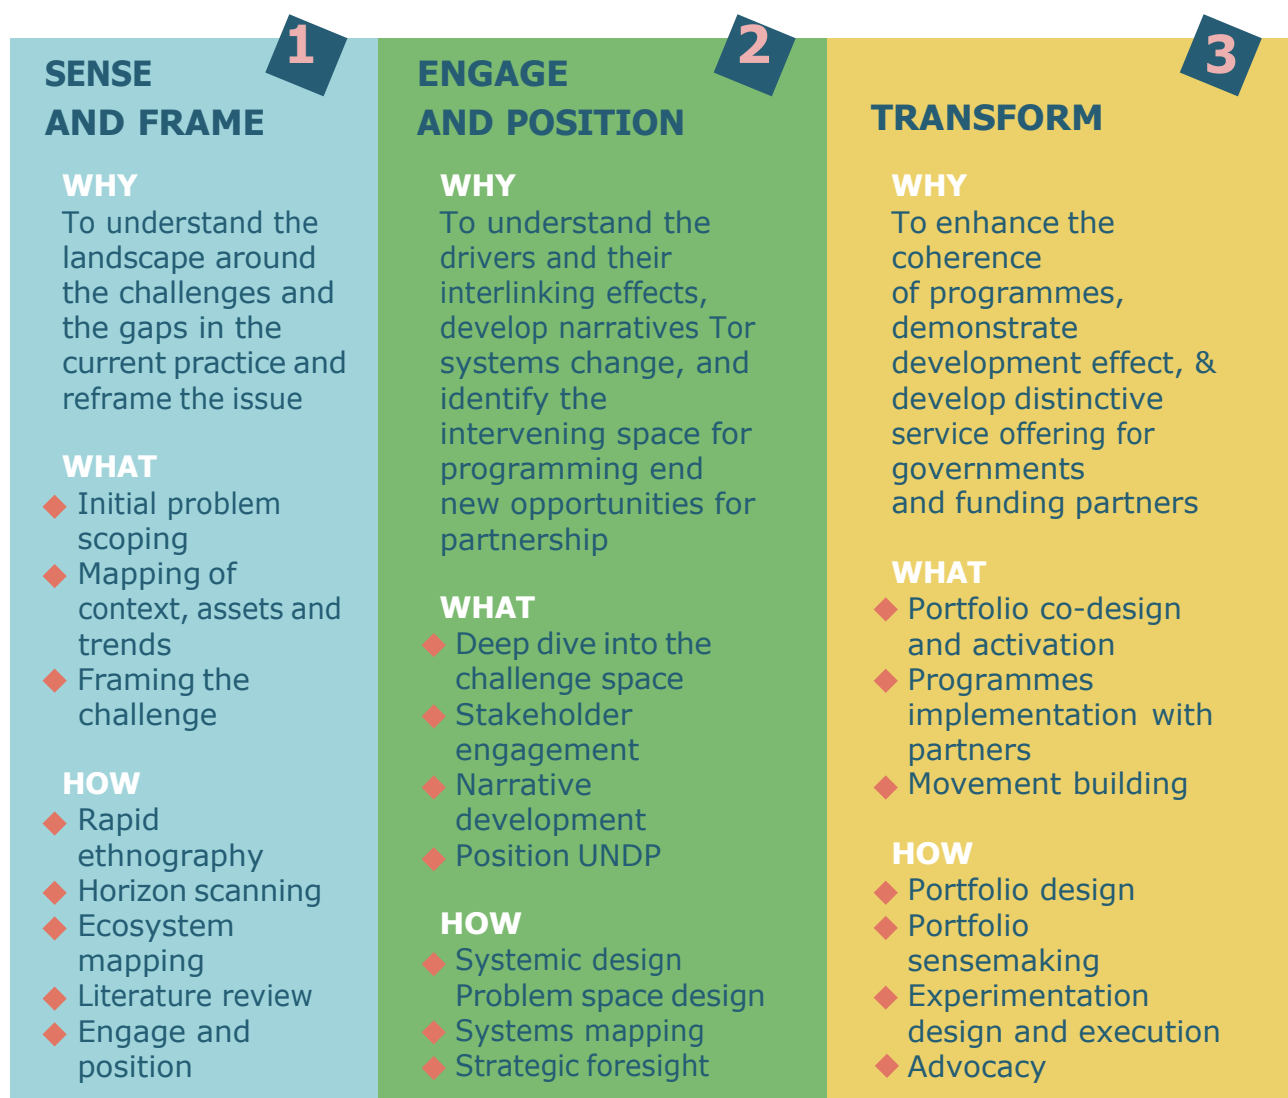 1
SENSE
AND FRAME
WHY
To understand the
landscape around
the challenges and
the gaps in the
current practice and
reframe the issue
WHAT
Initial problem
scoping
Mapping of
context, assets and
trends
Framing the
challenge
HOW
Rapid
ethnography
Horizon scanning
Ecosystem
mapping
Literature review
Engage and
position
2
ENGAGE
AND POSITION
WHY
To understand the
drivers and their
interlinking effects,
develop narratives Tor
systems change, and
identify the
intervening space for
programming end
new opportunities for
partnership
WHAT
Deep dive into the
challenge space
Stakeholder
engagement
Narrative
development
Position UNDP
HOW
Systemic design
Problem space design
Systems mapping
Strategic foresight
3
TRANSFORM
WHY
To enhance the
coherence
of programmes,
demonstrate
development effect, &
develop distinctive
service offering for
governments
and funding partners
WHAT
Portfolio co-design
and activation
Programmes
implementation with
partners
Movement building
HOW
Portfolio design
Portfolio
sensemaking
Experimentation
design and execution
Advocacy